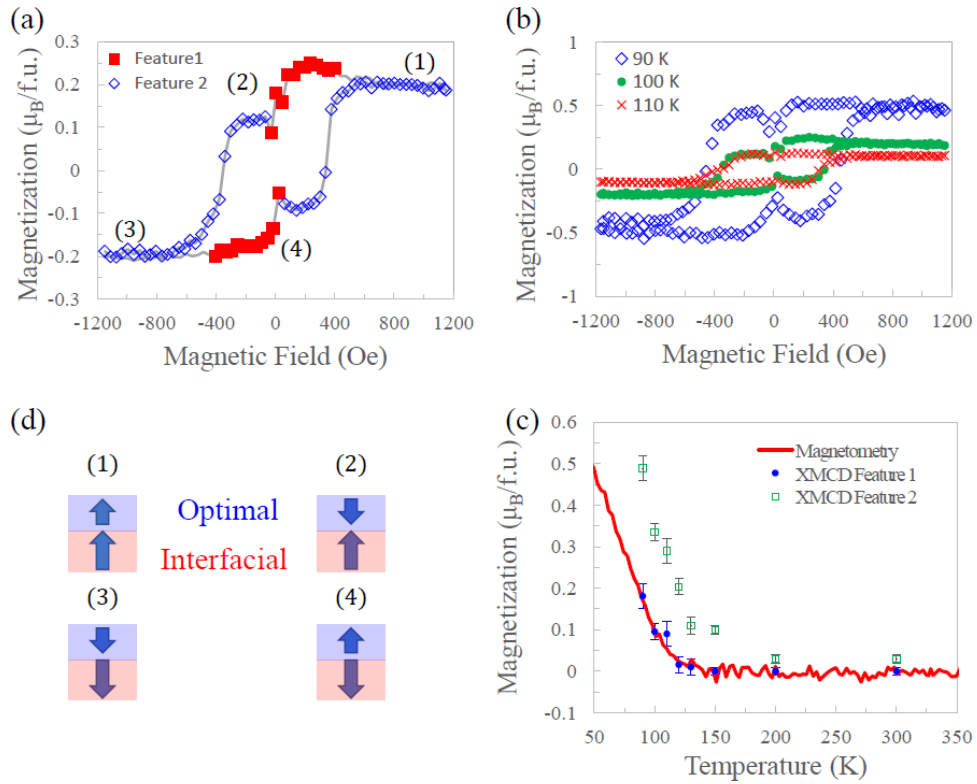 (a)
Magnetization (μB/f.u.)
0.3
0.2
0.1
0
-0.1
-0.2
-0.3
Feature1
Feature 2
(1)
(2)
(3)
(4)
-1200 -800 -400 0 400 800 1200
Magnetic Field (Oe)
(b)
Magnetization (μB/f.u.)
1
0.5
0
-0.5
-1
90 K
100 K
110 K
-1200 -800 -400 0 400 800 1200
Magnetic Field (Oe)
(d)
(1) (2)
Optimal
Interfacial
(3) (4)
(c)
Magnetization (μB/f.u.)
0.6
0.5
0.4
0.3
0.2
0.1
0
-0.1
Magnetometry
XMCD Feature 1
XMCD Feature 2
50 100 150 200 250 300 350
Temperature (K)